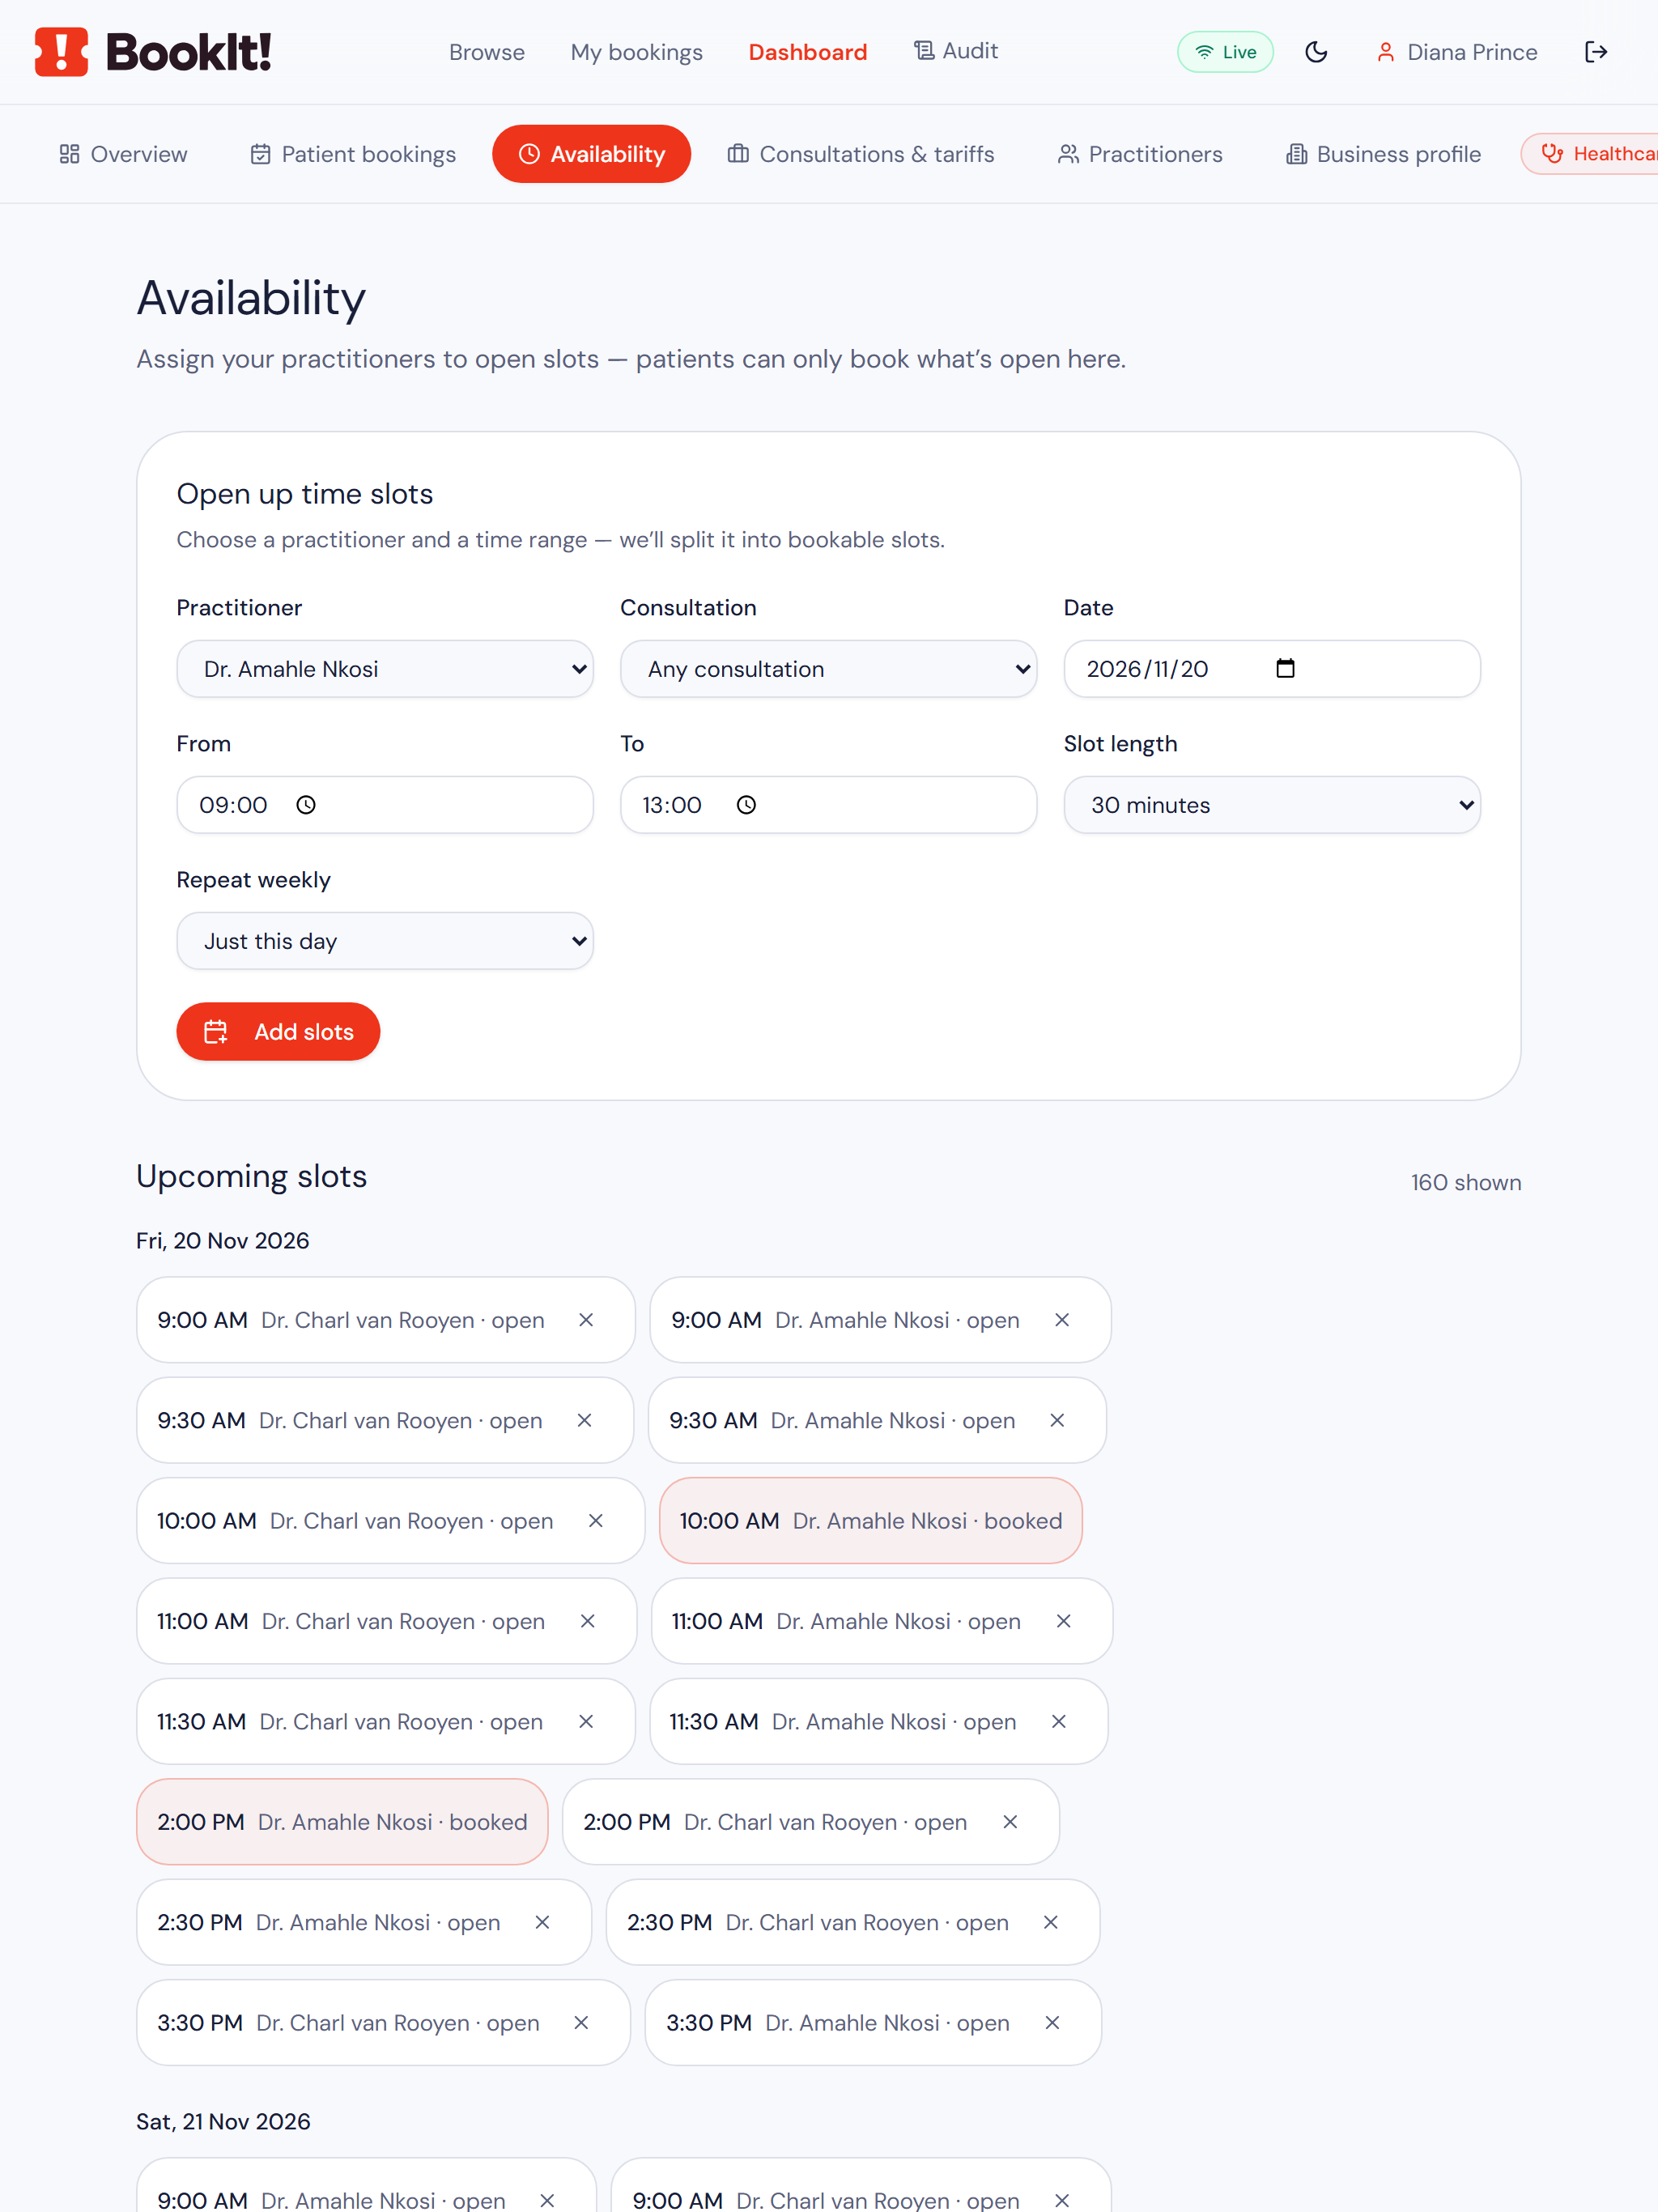 BookIt!
Browse My bookings Dashboard Audit Live Diana Prince
Overview Patient bookings Availability Consultations & tariffs Practitioners Business profile
Availability
Assign your practitioners to open slots — patients can only book what's open here.
Open up time slots
Choose a practitioner and a time range — we'll split it into bookable slots.
Practitioner Consultation Date
Dr. Amahle Nkosi Any consultation 2026/11/20
From To Slot length
09:00 13:00 30 minutes
Repeat weekly
Just this day
Add slots
Upcoming slots 160 shown
Fri, 20 Nov 2026
9:00 AM Dr. Charl van Rooyen · open 9:00 AM Dr. Amahle Nkosi · open
9:30 AM Dr. Charl van Rooyen · open 9:30 AM Dr. Amahle Nkosi · open
10:00 AM Dr. Charl van Rooyen · open 10:00 AM Dr. Amahle Nkosi · booked
11:00 AM Dr. Charl van Rooyen · open 11:00 AM Dr. Amahle Nkosi · open
11:30 AM Dr. Charl van Rooyen · open 11:30 AM Dr. Amahle Nkosi · open
2:00 PM Dr. Amahle Nkosi · booked 2:00 PM Dr. Charl van Rooyen · open
2:30 PM Dr. Amahle Nkosi · open 2:30 PM Dr. Charl van Rooyen · open
3:30 PM Dr. Charl van Rooyen · open 3:30 PM Dr. Amahle Nkosi · open
Sat, 21 Nov 2026
9:00 AM Dr. Amahle Nkosi · open 9:00 AM Dr. Charl van Rooyen · open